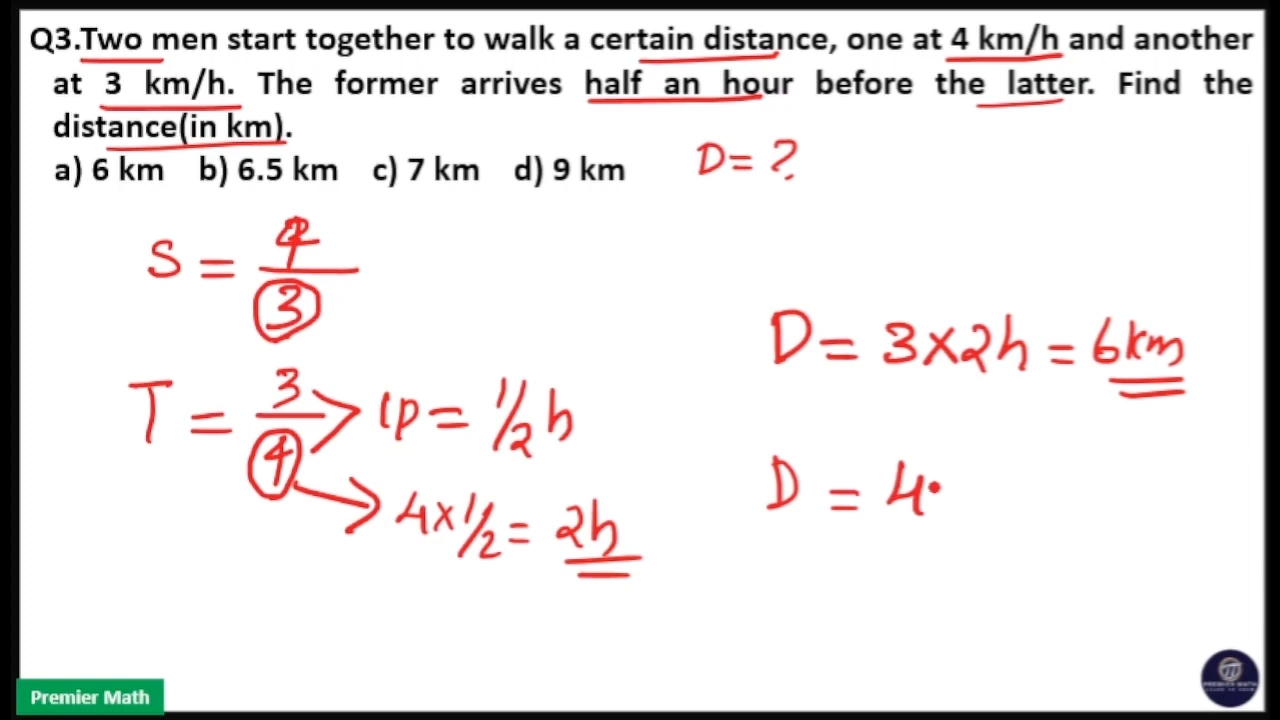 Q3.Two men start together to walk a certain distance, one at 4 km/h and another
at 3 km/h. The former arrives half an hour before the latter. Find the
distance(in km).
a) 6 km b) 6.5 km c) 7 km d) 9 km
D = ?
S = 4/3
T = 3/4 > 1p = 1/2 h
4 × 1/2 = 2h
D = 3 × 2h = 6km
D = 4
Premier Math
PREMIER MATH